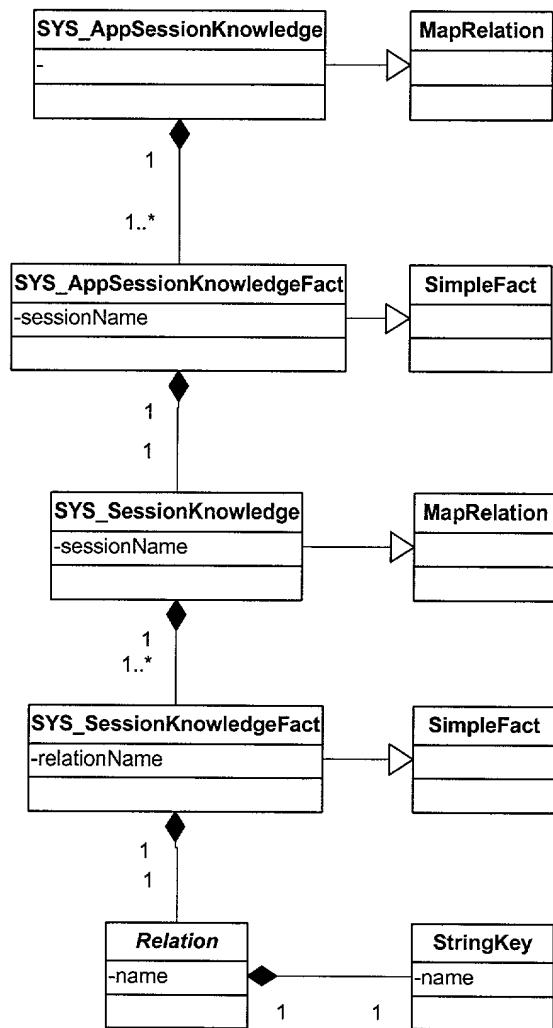 SYS_AppSessionKnowledge
MapRelation
-
1
1..*
SYS_AppSessionKnowledgeFact
SimpleFact
-sessionName
1
1
SYS_SessionKnowledge
MapRelation
-sessionName
1
1..*
SYS_SessionKnowledgeFact
SimpleFact
-relationName
1
1
Relation
StringKey
-name
-name
1
1